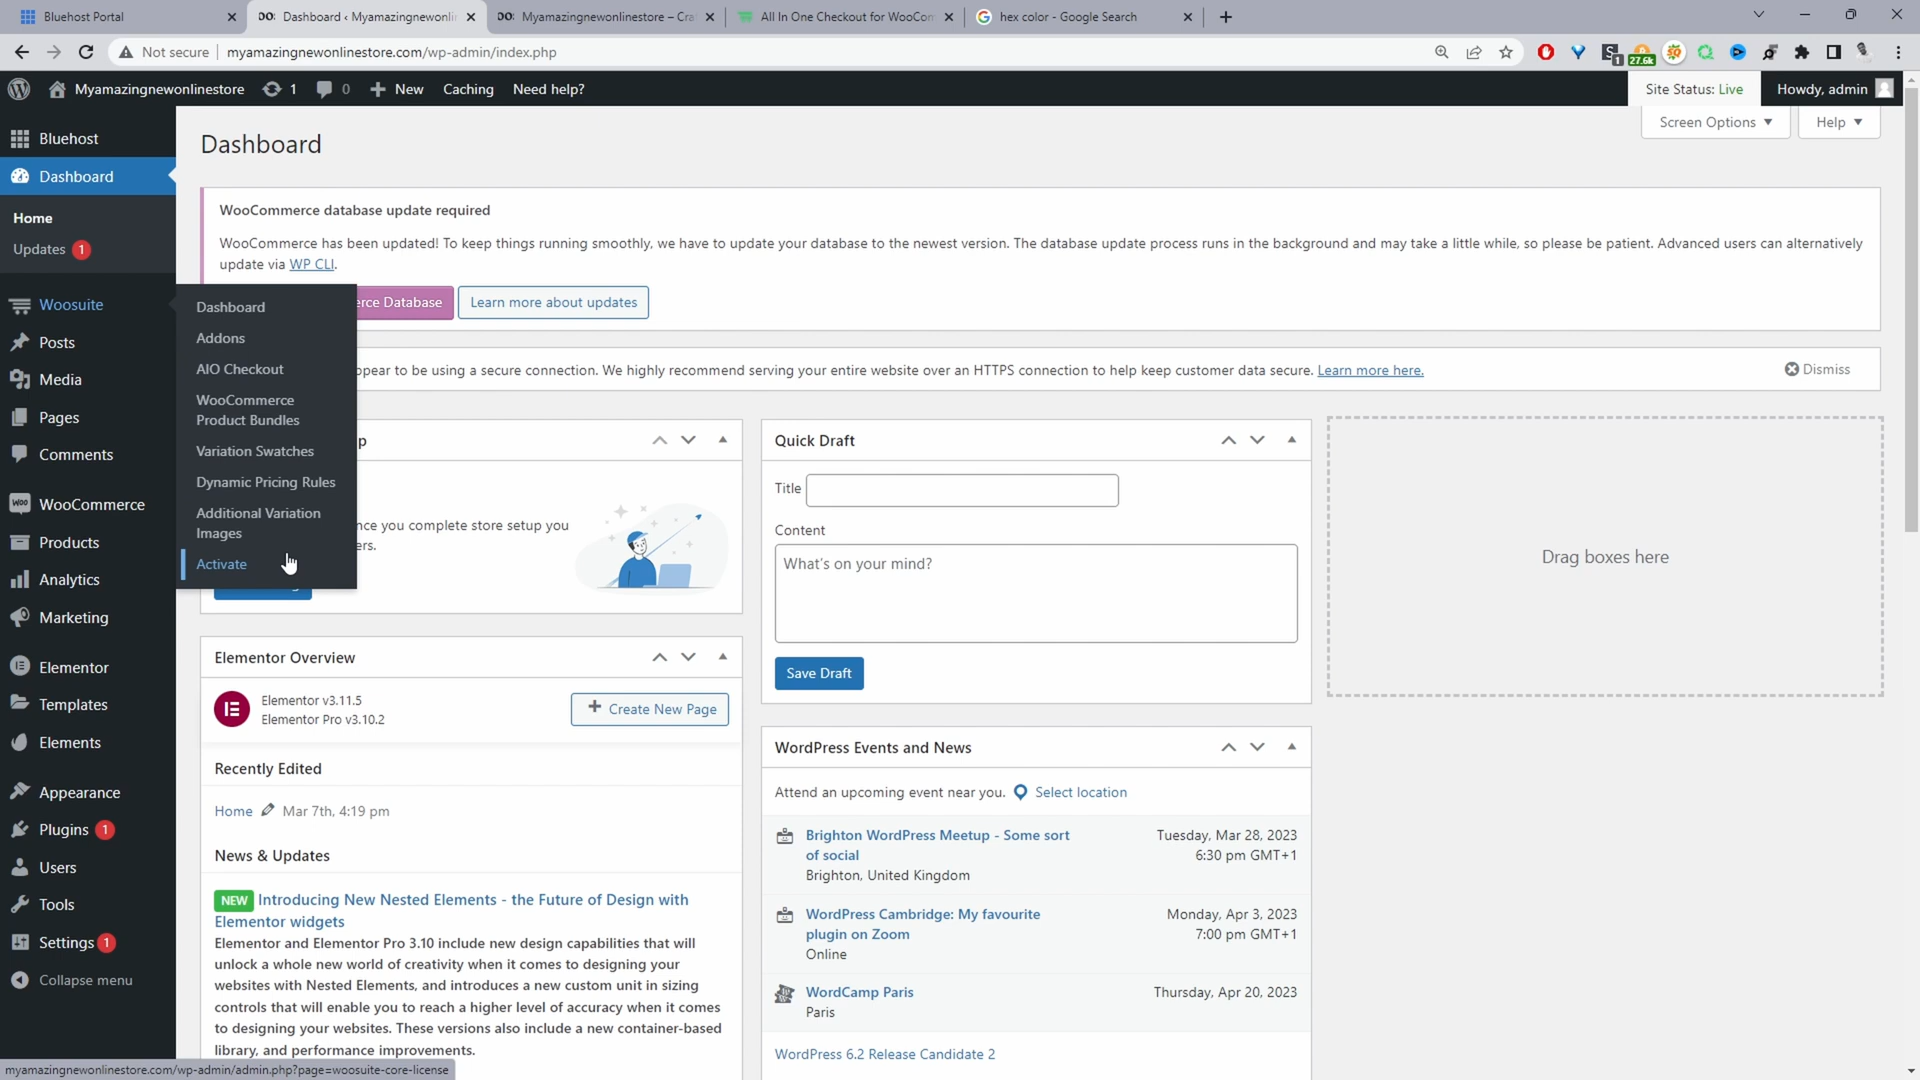 Bluehost Portal
Dashboard ‹ Myamazingnewonlin
Myamazingnewonlinestore – Cra
All In One Checkout for WooCom
hex color - Google Search
Not secure
myamazingnewonlinestore.com/wp-admin/index.php
1
27.6k
Myamazingnewonlinestore
1
0
New
Caching
Need help?
Site Status: Live
Howdy, admin
Screen Options
Help
Bluehost
Dashboard
Home
Updates 1
Woosuite
Posts
Media
Pages
Comments
WooCommerce
Products
Analytics
Marketing
Elementor
Templates
Elements
Appearance
Plugins 1
Users
Tools
Settings 1
Collapse menu
Dashboard
Addons
AIO Checkout
WooCommerce
Product Bundles
Variation Swatches
Dynamic Pricing Rules
Additional Variation
Images
Activate
Dashboard
WooCommerce database update required
WooCommerce has been updated! To keep things running smoothly, we have to update your database to the newest version. The database update process runs in the background and may take a little while, so please be patient. Advanced users can alternatively
update via WP CLI.
erce Database
Learn more about updates
ppear to be using a secure connection. We highly recommend serving your entire website over an HTTPS connection to help keep customer data secure. Learn more here.
Dismiss
p
nce you complete store setup you
ers.
Elementor Overview
Elementor v3.11.5
Elementor Pro v3.10.2
Create New Page
Recently Edited
Home
Mar 7th, 4:19 pm
News & Updates
NEW Introducing New Nested Elements - the Future of Design with
Elementor widgets
Elementor and Elementor Pro 3.10 include new design capabilities that will
unlock a whole new world of creativity when it comes to designing your
websites with Nested Elements, and introduces a new custom unit in sizing
controls that will enable you to reach a higher level of accuracy when it comes
to designing your websites. These versions also include a new container-based
library, and performance improvements.
Quick Draft
Title
Content
What's on your mind?
Save Draft
WordPress Events and News
Attend an upcoming event near you.
Select location
Brighton WordPress Meetup - Some sort
of social
Brighton, United Kingdom
Tuesday, Mar 28, 2023
6:30 pm GMT+1
WordPress Cambridge: My favourite
plugin on Zoom
Online
Monday, Apr 3, 2023
7:00 pm GMT+1
WordCamp Paris
Paris
Thursday, Apr 20, 2023
WordPress 6.2 Release Candidate 2
Drag boxes here
myamazingnewonlinestore.com/wp-admin/admin.php?page=woosuite-core-license